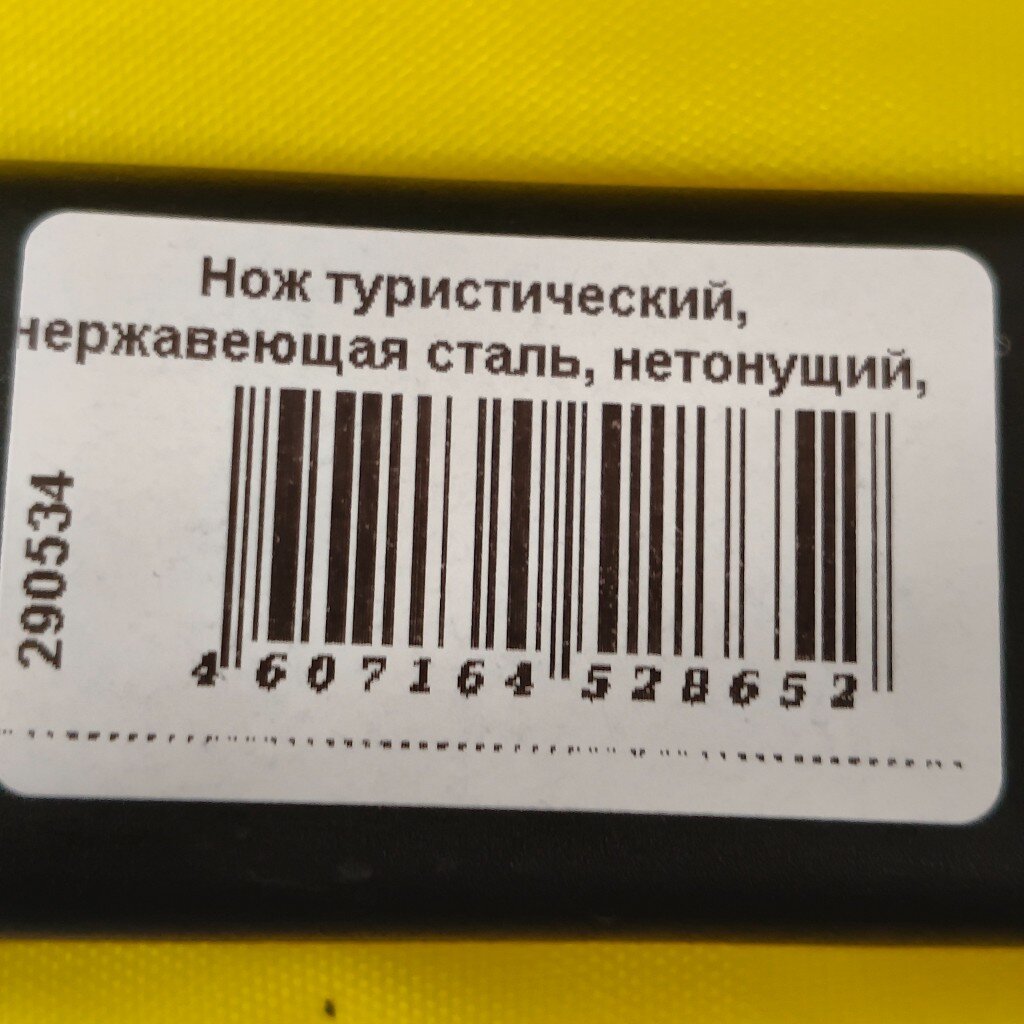 Нож туристический,
нержавеющая сталь, нетонущий,
290534
4 607164 528652